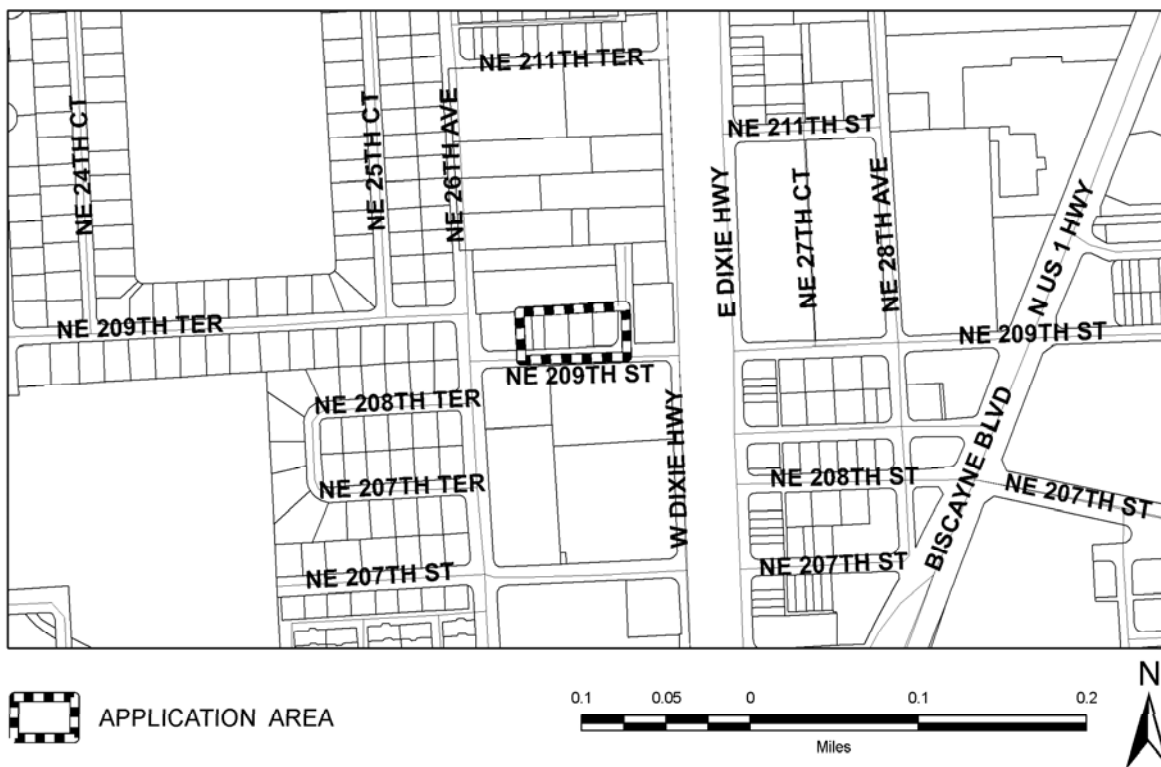 NE 211TH TER
NE 24TH CT
NE 25TH CT
NE 26TH AVE
NE 211TH ST
E DIXIE HWY
NE 27TH CT
NE 28TH AVE
N US 1 HWY
NE 209TH TER
NE 209TH ST
NE 209TH ST
NE 208TH TER
W DIXIE HWY
BISCAYNE BLVD
NE 207TH TER
NE 208TH ST
NE 207TH ST
NE 207TH ST
NE 207TH ST
N
APPLICATION AREA
0.1 0.05 0 0.1 0.2
Miles